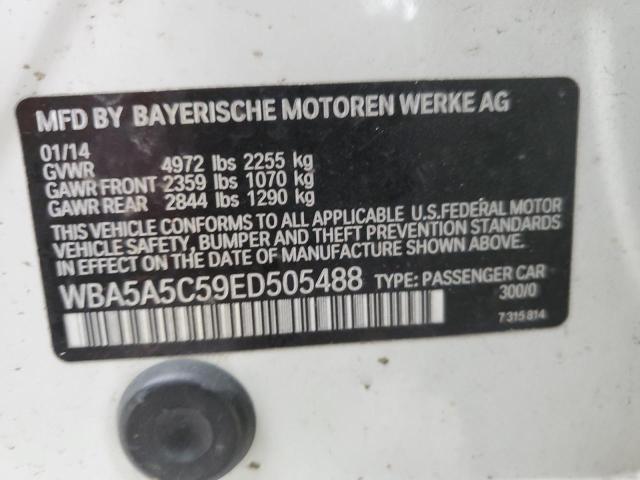 MFD BY BAYERISCHE MOTOREN WERKE AG
01/14
GVWR 4972 lbs 2255 kg
GAWR FRONT 2359 lbs 1070 kg
GAWR REAR 2844 lbs 1290 kg
THIS VEHICLE CONFORMS TO ALL APPLICABLE U.S.FEDERAL MOTOR
VEHICLE SAFETY, BUMPER AND THEFT PREVENTION STANDARDS
IN EFFECT ON THE DATE OF MANUFACTURE SHOWN ABOVE.
WBA5A5C59ED505488 TYPE: PASSENGER CAR
300/0
7 315 814